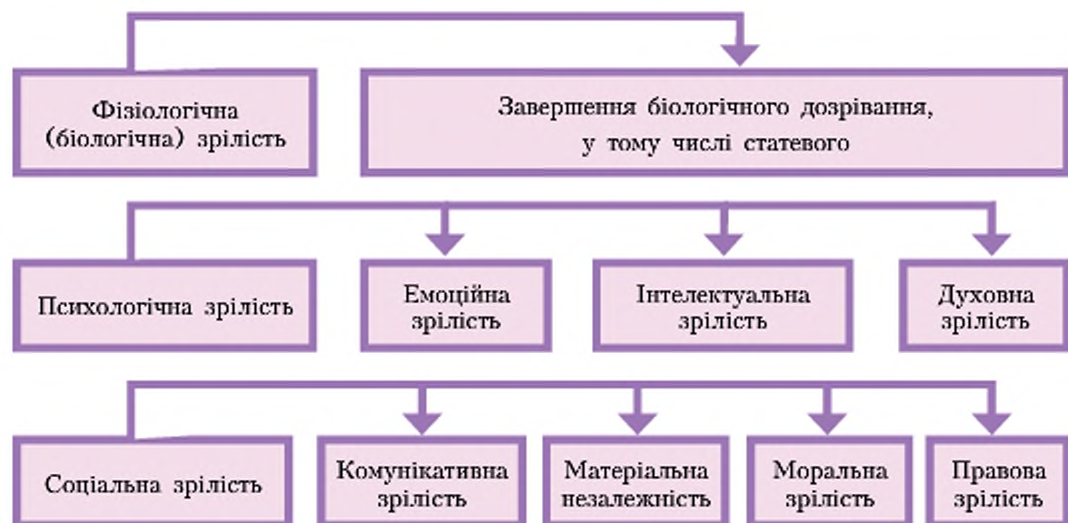 Фізіологічна
(біологічна) зрілість
Завершення біологічного дозрівання,
у тому числі статевого
Психологічна зрілість
Емоційна
зрілість
Інтелектуальна
зрілість
Духовна
зрілість
Соціальна зрілість
Комунікативна
зрілість
Матеріальна
незалежність
Моральна
зрілість
Правова
зрілість